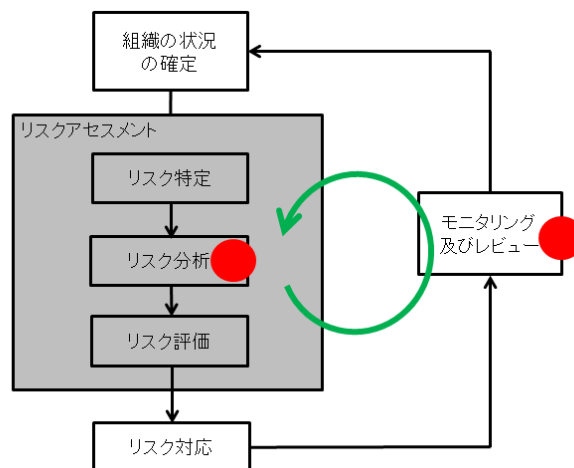 組織の状況
の確定
リスクアセスメント
リスク特定
リスク分析
リスク評価
リスク対応
モニタリング
及びレビュー